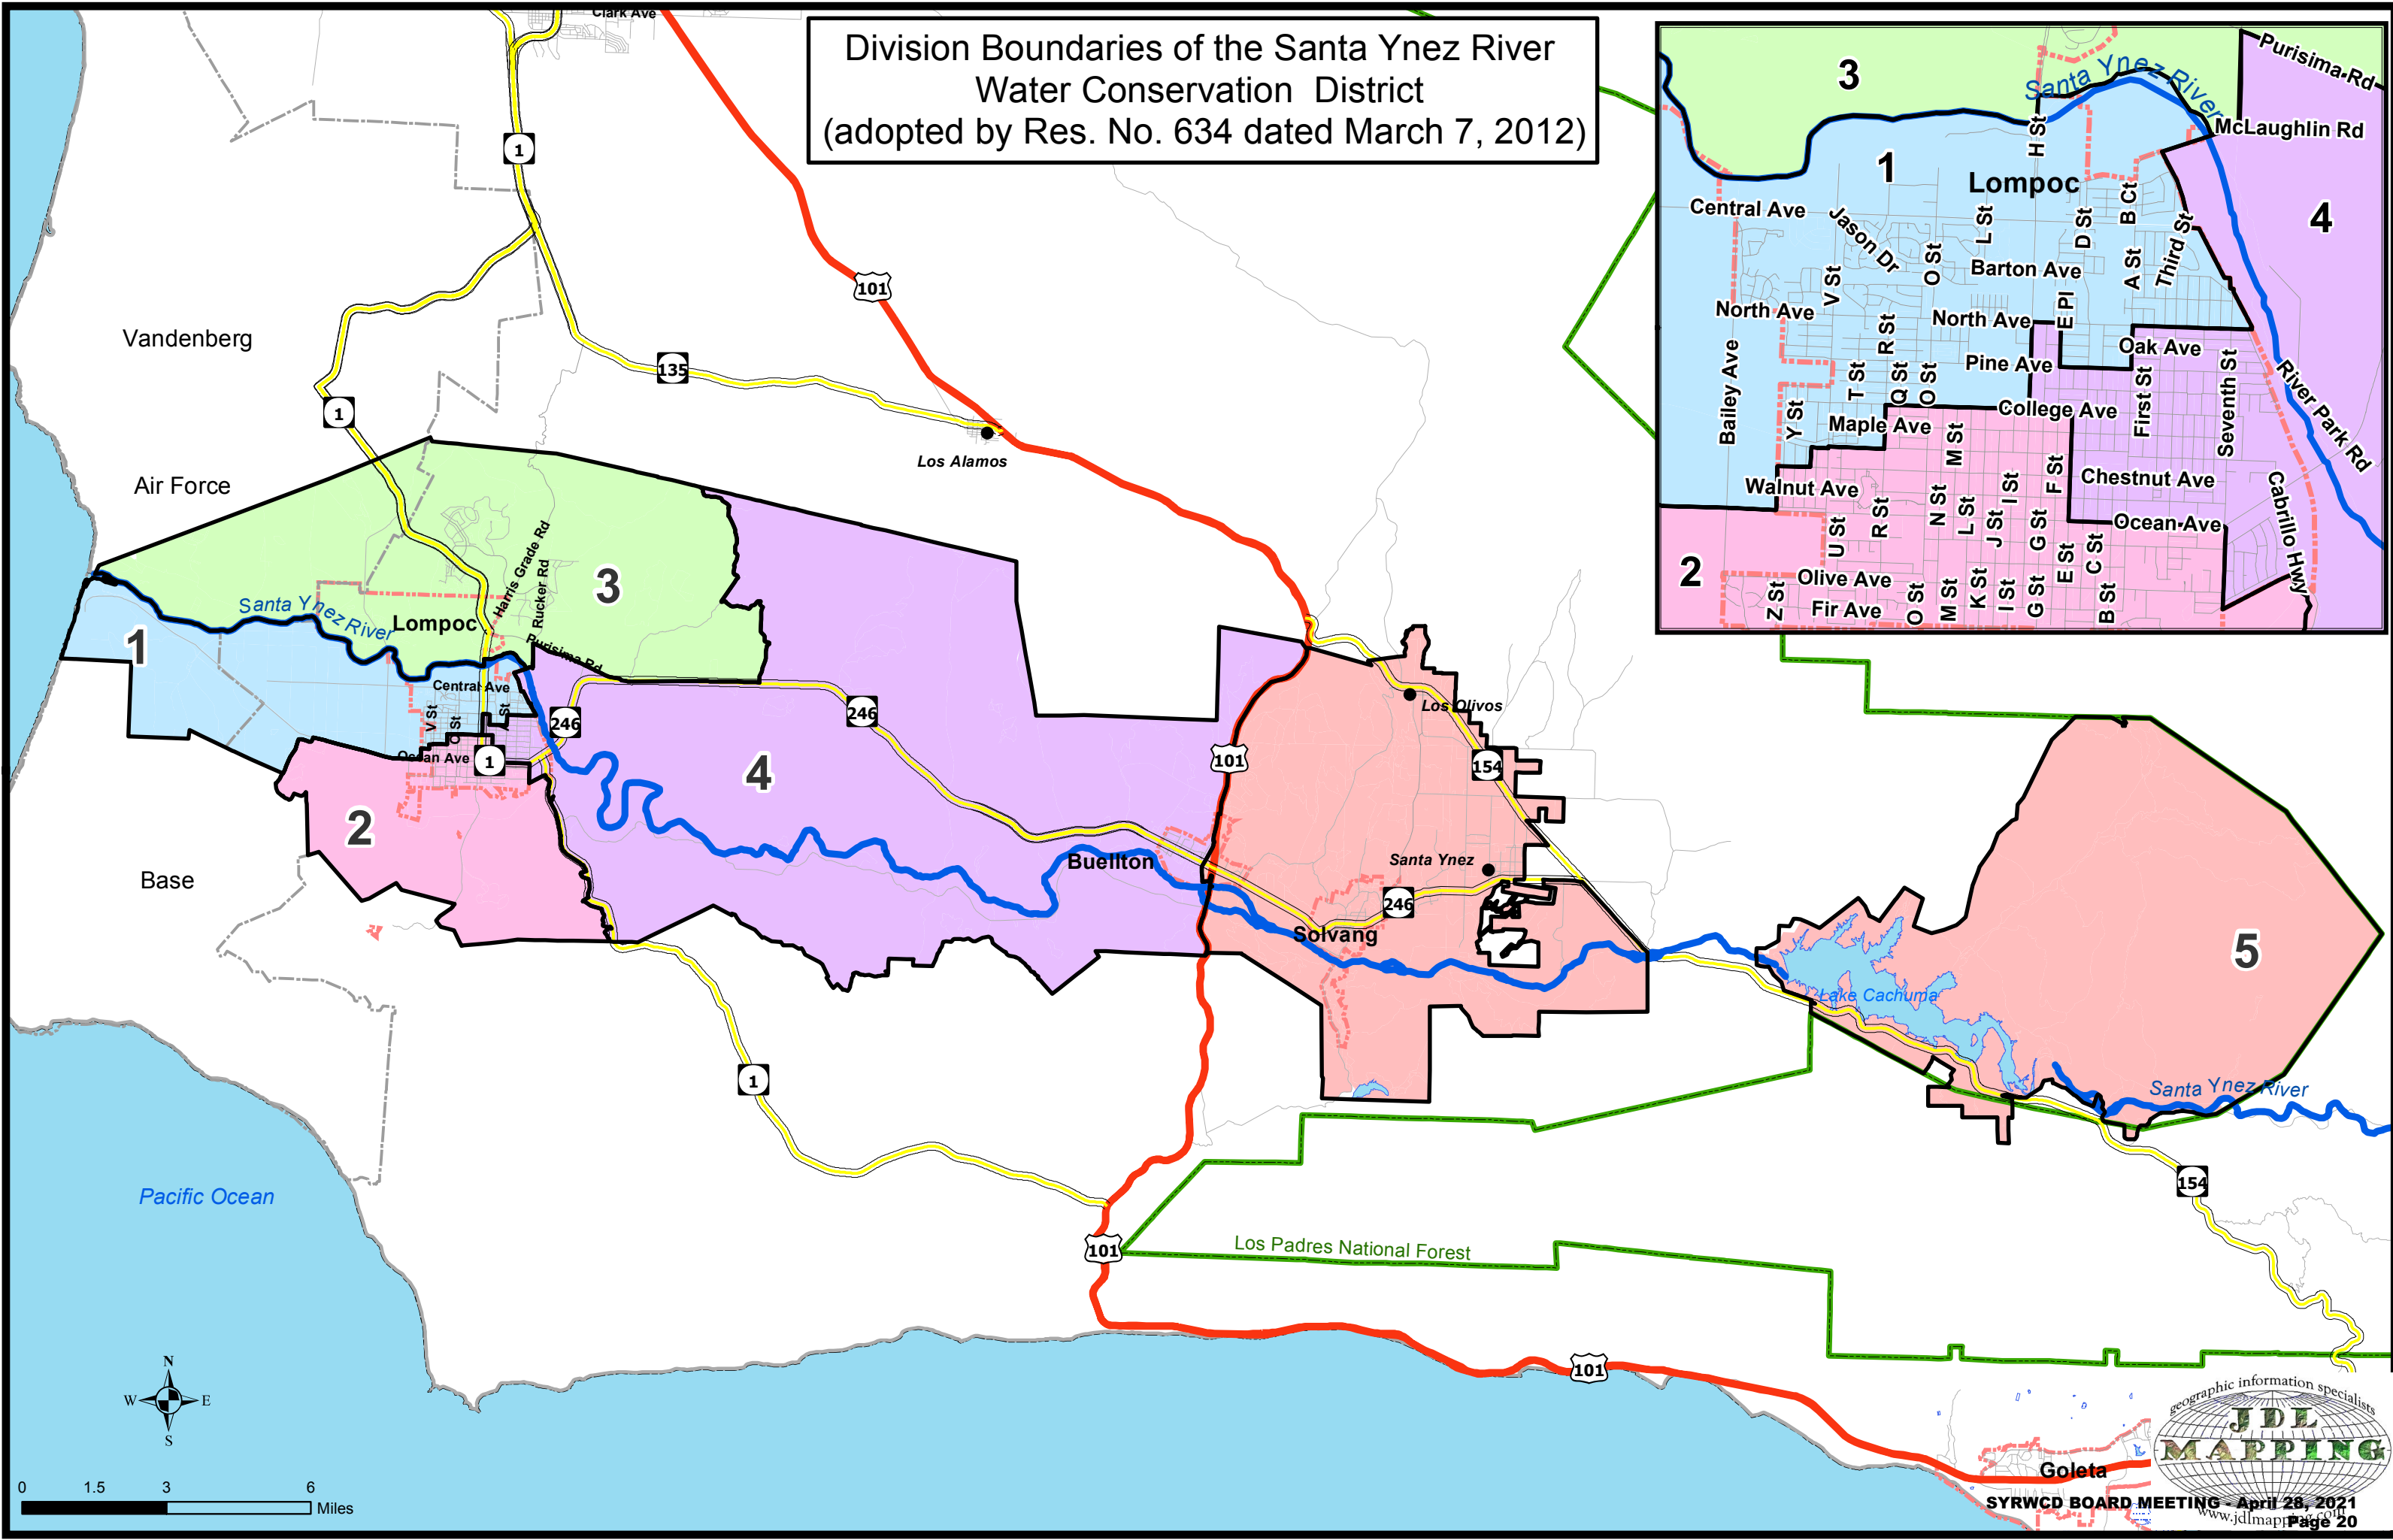 Clark Ave
Division Boundaries of the Santa Ynez River
Water Conservation District
(adopted by Res. No. 634 dated March 7, 2012)
1
101
135
1
Vandenberg
Air Force
Base
Los Alamos
Harris Grade Rd
Rucker Rd
3
Santa Ynez River
Lompoc
Purisima Rd
1
Central Ave
V St
O St
A St
246
246
Ocean Ave
1
4
2
101
Los Olivos
154
Buellton
Santa Ynez
246
Solvang
5
Lake Cachuma
Santa Ynez River
1
154
Pacific Ocean
101
Los Padres National Forest
101
Goleta
N
W E
S
0 1.5 3 6
Miles
3
Purisima Rd
Santa Ynez River
McLaughlin Rd
H St
1
Lompoc
4
Central Ave
Jason Dr
L St
D St
B Ct
Third St
V St
O St
Barton Ave
A St
North Ave
R St
North Ave
E Pl
Oak Ave
Bailey Ave
Pine Ave
T St
Q St
O St
First St
Seventh St
River Park Rd
Y St
Maple Ave
College Ave
M St
F St
Chestnut Ave
Walnut Ave
I St
Cabrillo Hwy
U St
R St
N St
L St
J St
G St
Ocean Ave
2
E St
C St
Olive Ave
Z St
Fir Ave
O St
M St
K St
I St
G St
B St
geographic information specialists
JDL
MAPPING
www.jdlmapping.com
SYRWCD BOARD MEETING - April 28, 2021
Page 20